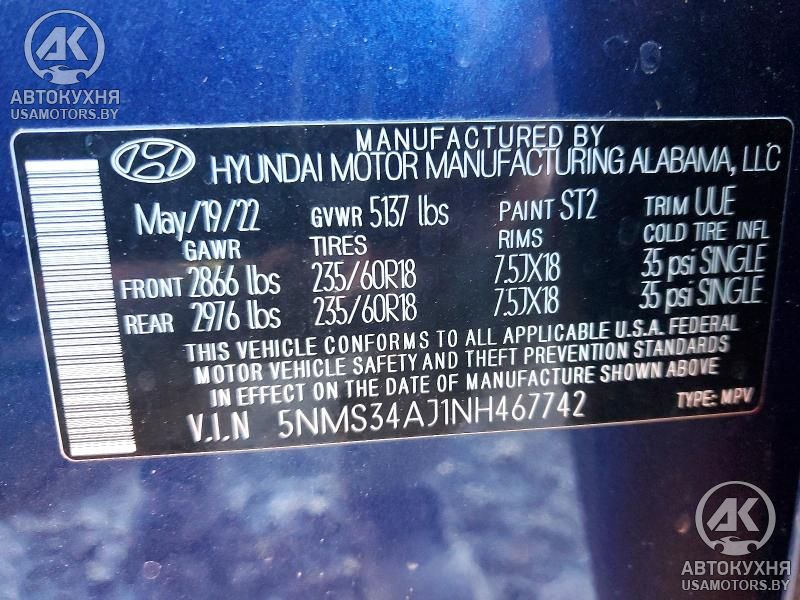 AK
АВТОКУХНЯ
USAMOTORS.BY
MANUFACTURED BY
HYUNDAI MOTOR MANUFACTURING ALABAMA, LLC
May/19/22 GVWR 5137 lbs PAINT ST2 TRIM UUE
GAWR TIRES RIMS COLD TIRE INFL
FRONT 2866 lbs 235/60R18 7.5JX18 35 psi SINGLE
REAR 2976 lbs 235/60R18 7.5JX18 35 psi SINGLE
THIS VEHICLE CONFORMS TO ALL APPLICABLE U.S.A. FEDERAL
MOTOR VEHICLE SAFETY AND THEFT PREVENTION STANDARDS
IN EFFECT ON THE DATE OF MANUFACTURE SHOWN ABOVE
V.I.N 5NMS34AJ1NH467742 TYPE: MPV
AK
АВТОКУХНЯ
USAMOTORS.BY